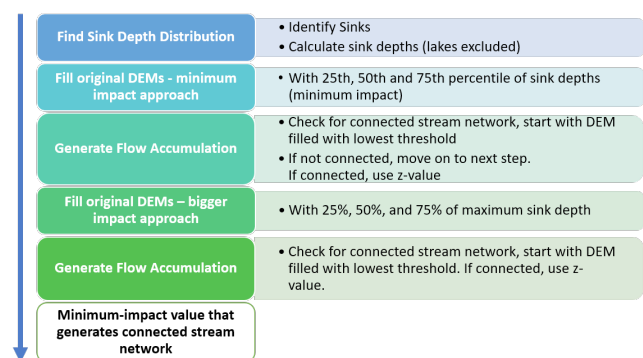 Find Sink Depth Distribution
• Identify Sinks
• Calculate sink depths (lakes excluded)
Fill original DEMs - minimum
impact approach
• With 25th, 50th and 75th percentile of sink depths
(minimum impact)
Generate Flow Accumulation
• Check for connected stream network, start with DEM
filled with lowest threshold
• If not connected, move on to next step.
If connected, use z-value
Fill original DEMs – bigger
impact approach
• With 25%, 50%, and 75% of maximum sink depth
Generate Flow Accumulation
• Check for connected stream network, start with DEM
filled with lowest threshold. If connected, use z-
value.
Minimum-impact value that
generates connected stream
network